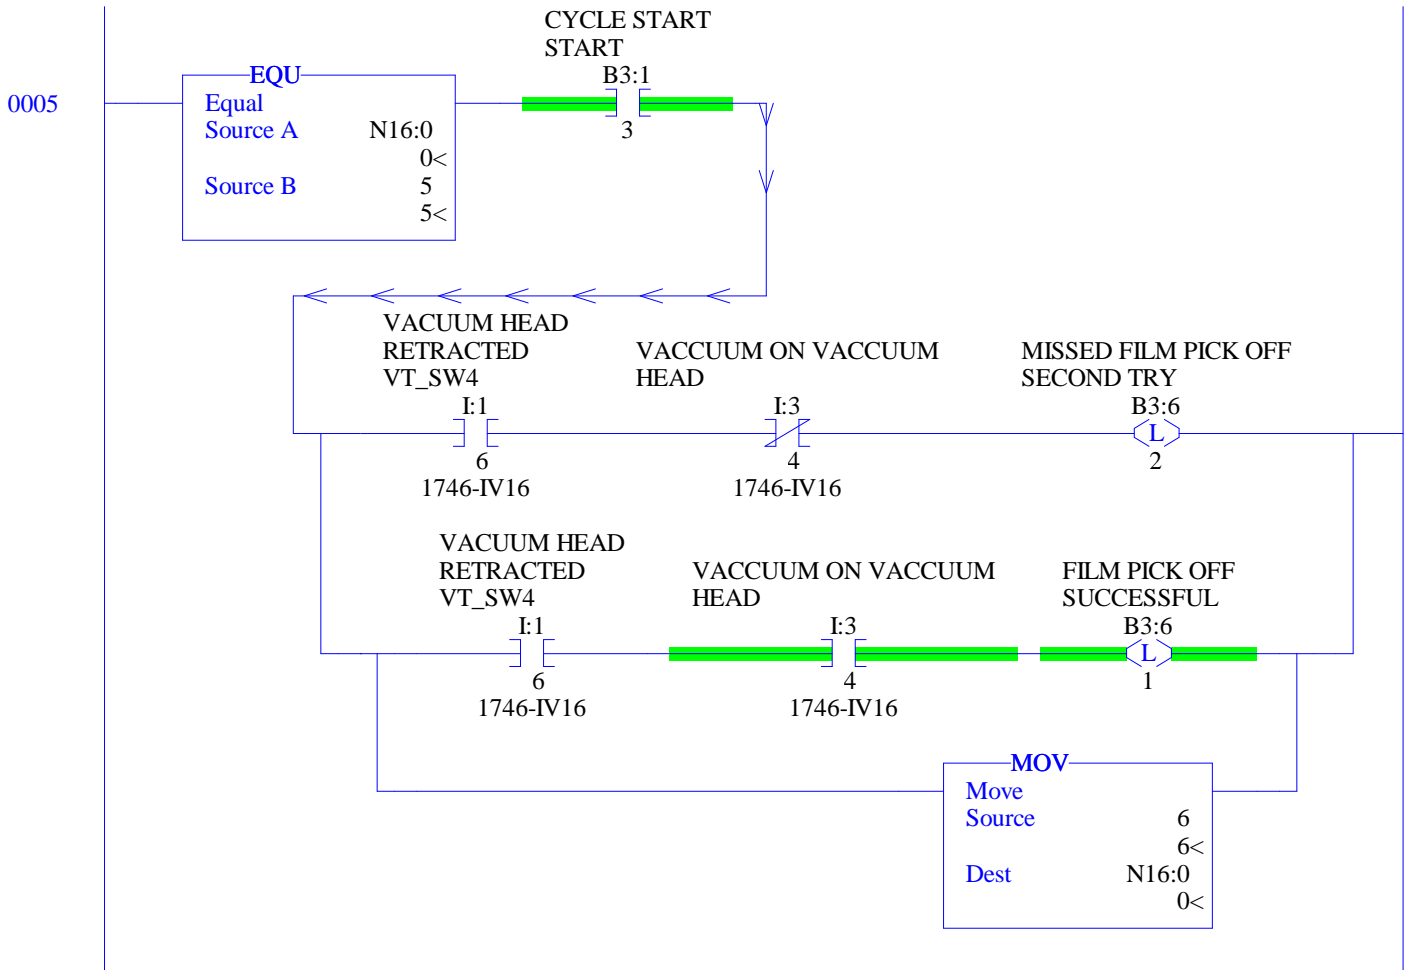 CYCLE START
START
B3:1
3
0005
EQU
Equal
Source A N16:0
0<
Source B 5
5<
VACUUM HEAD
RETRACTED
VT_SW4
I:1
6
1746-IV16
VACCUUM ON VACCUUM
HEAD
I:3
4
1746-IV16
MISSED FILM PICK OFF
SECOND TRY
B3:6
L
2
VACUUM HEAD
RETRACTED
VT_SW4
I:1
6
1746-IV16
VACCUUM ON VACCUUM
HEAD
I:3
4
1746-IV16
FILM PICK OFF
SUCCESSFUL
B3:6
L
1
MOV
Move
Source 6
6<
Dest N16:0
0<